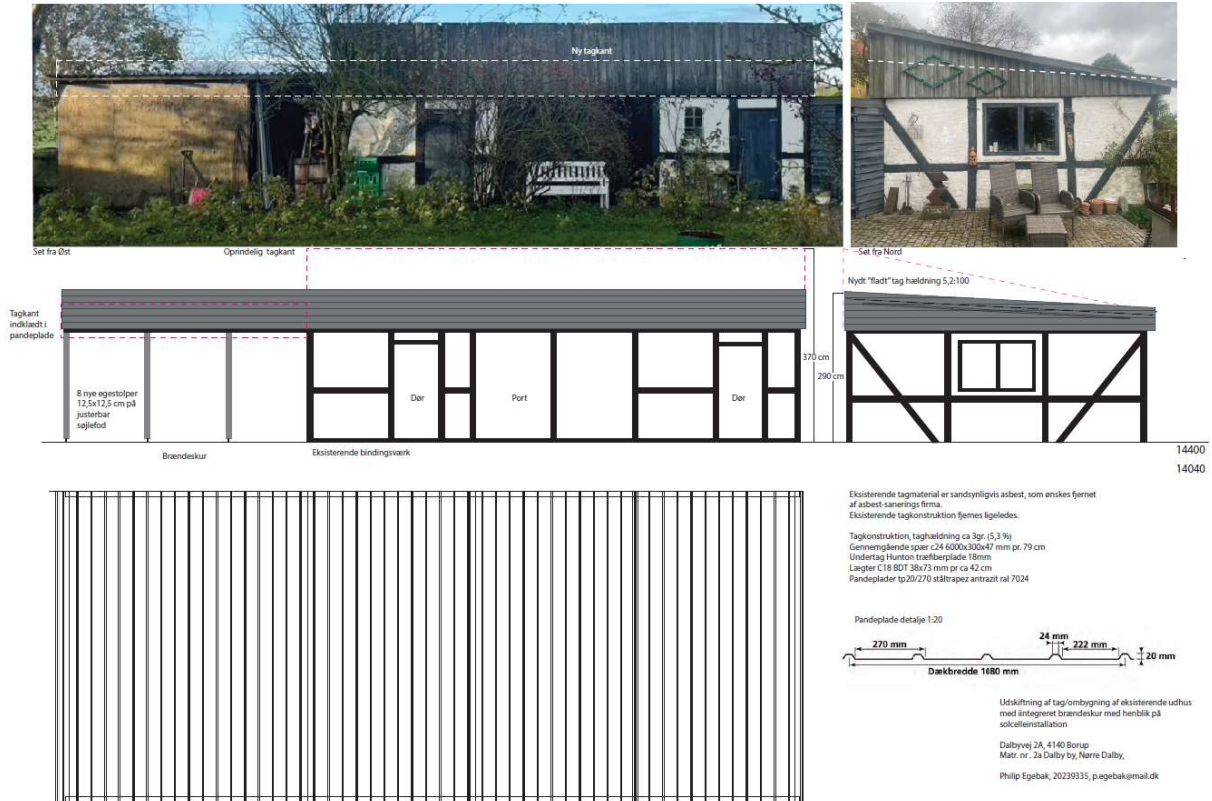 Ny tagkant
Set fra Øst
Oprindelig tagkant
Set fra Nord
Nydt "fladt" tag hældning 5,2:100
Tagkant
indklædt i
pandeplade
370 cm
290 cm
8 nye egestolper
12,5x12,5 cm på
justerbar
søjlefod
Dør
Port
Dør
Brændeskur
Eksisterende bindingsværk
14400
14040
Eksisterende tagmaterial er sandsynligvis asbest, som ønskes fjernet
af asbest-sanerings firma.
Eksisterende tagkonstruktion fjernes ligeledes.
Tagkonstruktion, taghældning ca 3gr. (5,3 %)
Gennemgående spær c24 6000x300x47 mm pr. 79 cm
Undertag Hunton træfiberplade 18mm
Lægter C18 BDT 38x73 mm pr ca 42 cm
Pandeplader tp20/270 ståltrapez antrazit ral 7024
Pandeplade detalje 1:20
270 mm
24 mm
222 mm
20 mm
Dækbredde 1080 mm
Udskiftning af tag/ombygning af eksisterende udhus
med iintegreret brændeskur med henblik på
solcelleinstallation
Dalbyvej 2A, 4140 Borup
Matr. nr. 2a Dalby by, Nørre Dalby,
Philip Egebak, 20239335, p.egebak@mail.dk